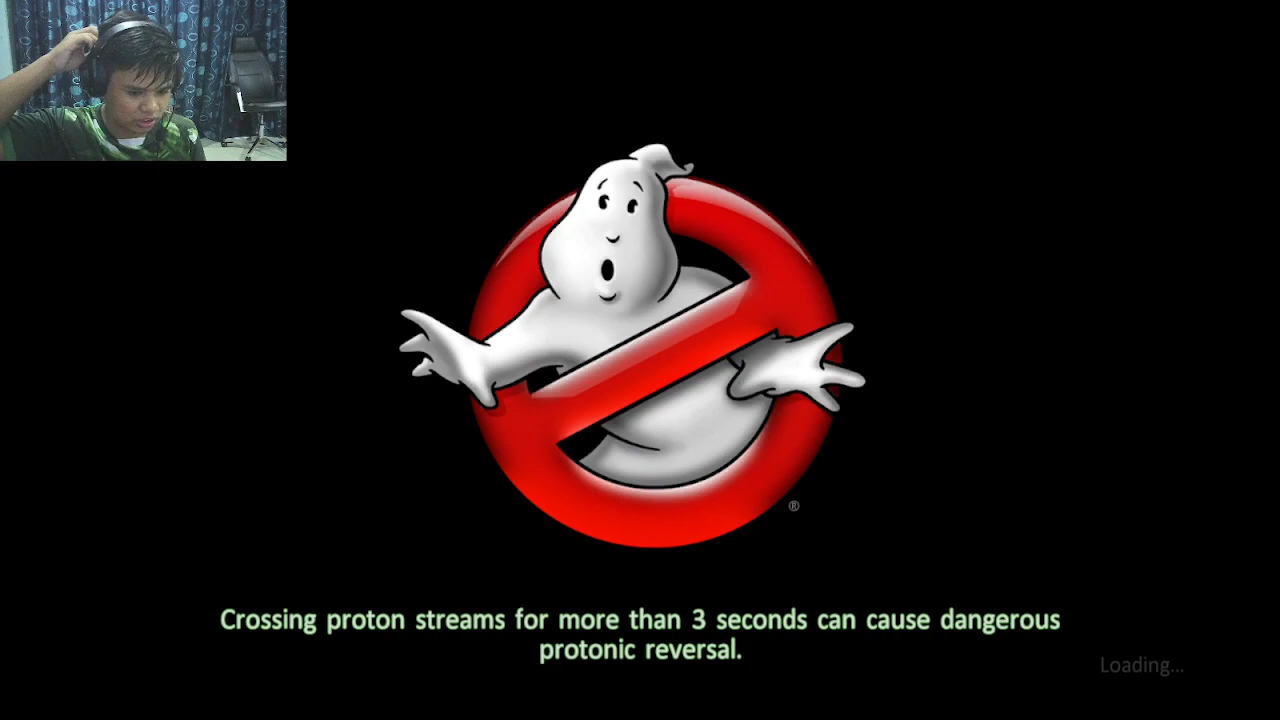 ®
Crossing proton streams for more than 3 seconds can cause dangerous
protonic reversal.
Loading...